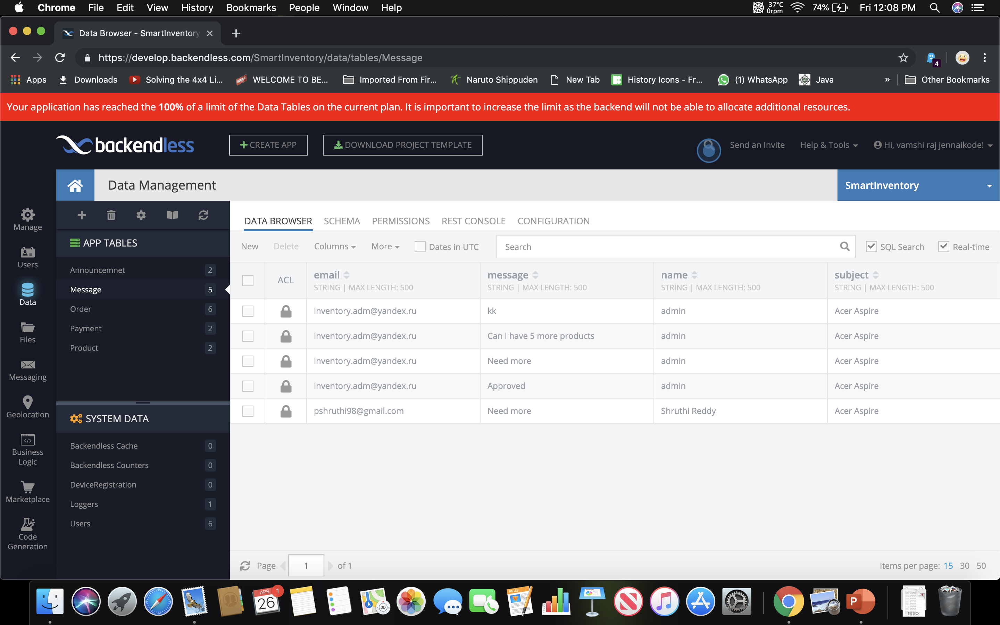 Chrome File Edit View History Bookmarks People Window Help 37°C 0rpm 74% Fri 12:08 PM
Data Browser - SmartInventory
https://develop.backendless.com/SmartInventory/data/tables/Message 4
Apps Downloads Solving the 4x4 Li... WELCOME TO BE... Imported From Fir... Naruto Shippuden New Tab History Icons - Fr... (1) WhatsApp Java » Other Bookmarks
Your application has reached the 100% of a limit of the Data Tables on the current plan. It is important to increase the limit as the backend will not be able to allocate additional resources.
backendless CREATE APP DOWNLOAD PROJECT TEMPLATE Send an Invite Help & Tools Hi, vamshi raj jennaikode!
Data Management SmartInventory
Manage
Users
Data
Files
Messaging
Geolocation
Business
Logic
Marketplace
Code
Generation
APP TABLES
Announcemnet 2
Message 5
Order 6
Payment 2
Product 2
SYSTEM DATA
Backendless Cache 0
Backendless Counters 0
DeviceRegistration 0
Loggers 1
Users 6
DATA BROWSER SCHEMA PERMISSIONS REST CONSOLE CONFIGURATION
New Delete Columns More Dates in UTC Search SQL Search Real-time
ACL email message name subject
STRING | MAX LENGTH: 500 STRING | MAX LENGTH: 500 STRING | MAX LENGTH: 500 STRING | MAX LENGTH: 500
inventory.adm@yandex.ru kk admin Acer Aspire
inventory.adm@yandex.ru Can I have 5 more products admin Acer Aspire
inventory.adm@yandex.ru Need more admin Acer Aspire
inventory.adm@yandex.ru Approved admin Acer Aspire
pshruthi98@gmail.com Need more Shruthi Reddy Acer Aspire
Page 1 of 1 Items per page: 15 30 50
APR 26 1
3D
PAGES
P
DOCX